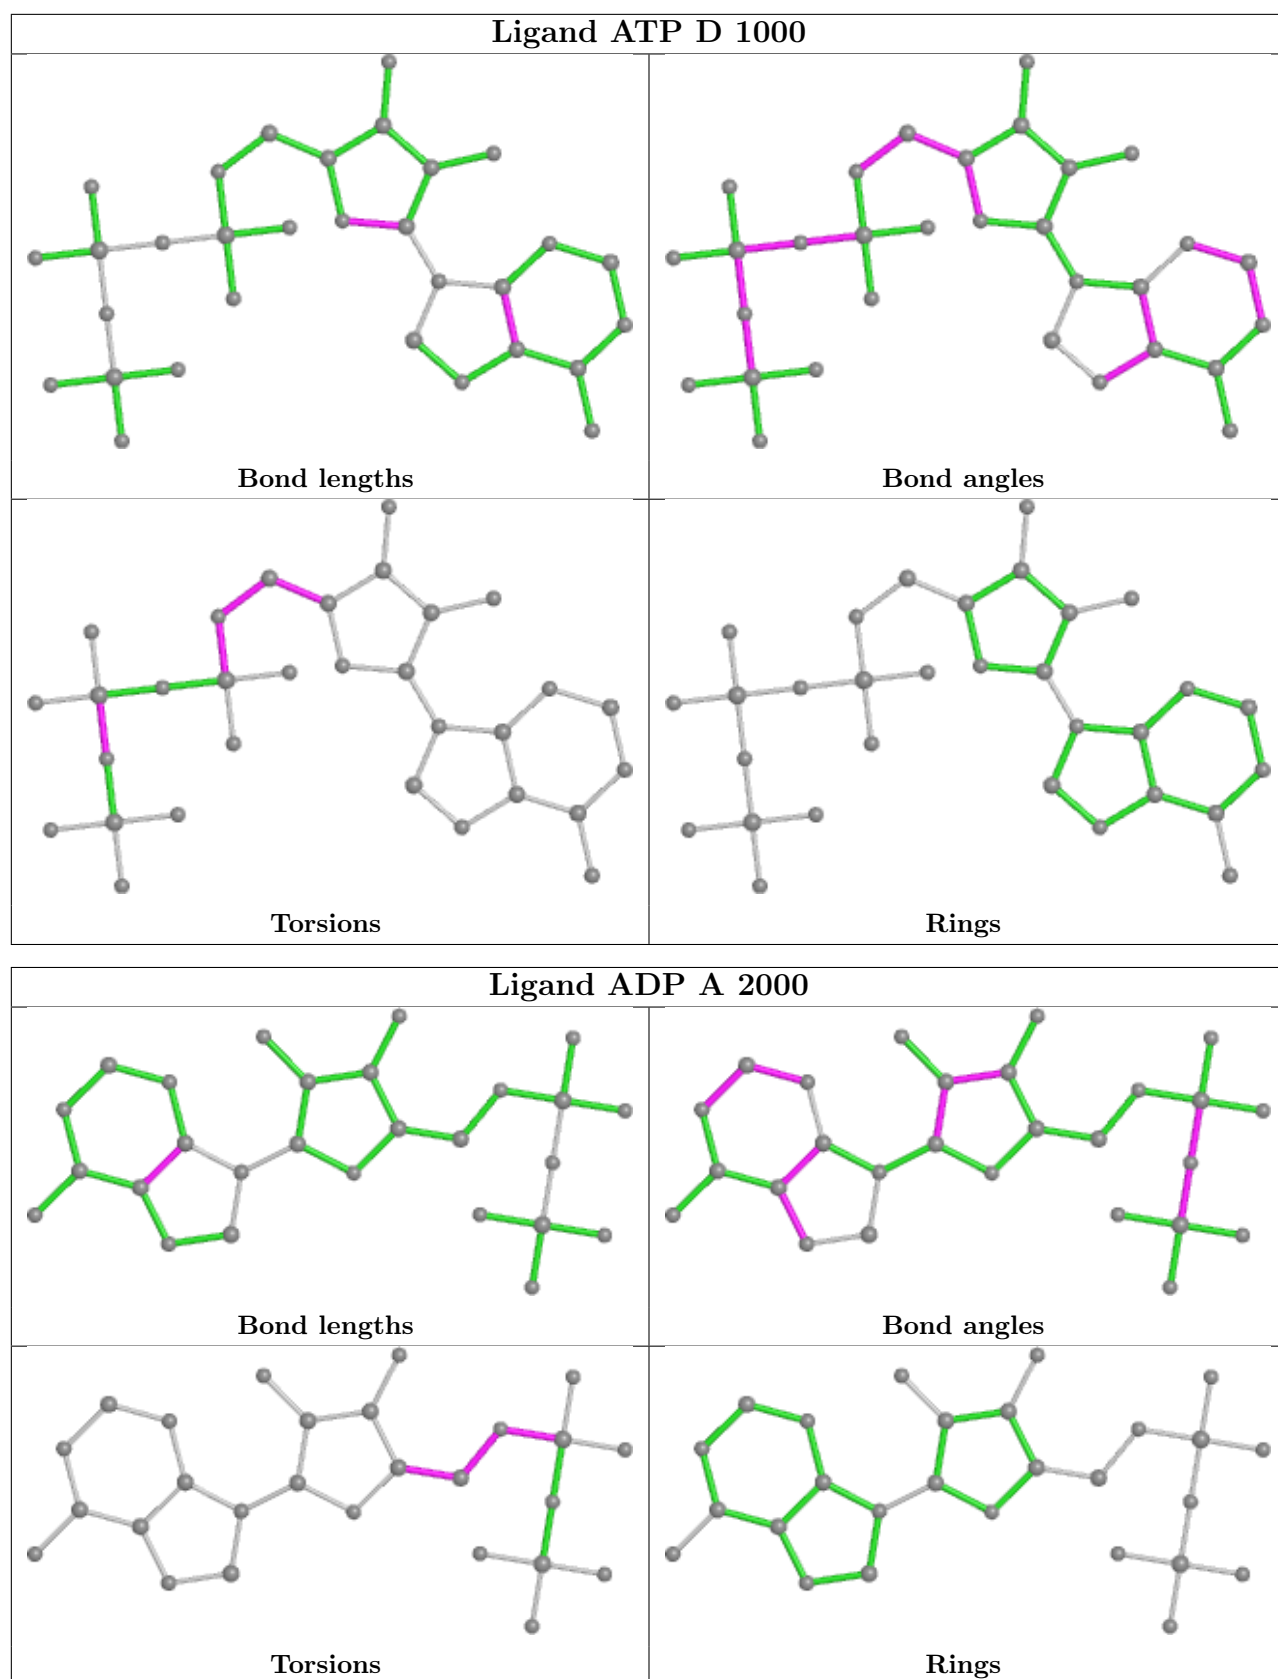 Ligand ATP D 1000
Bond lengths
Bond angles
Torsions
Rings
Ligand ADP A 2000
Bond lengths
Bond angles
Torsions
Rings